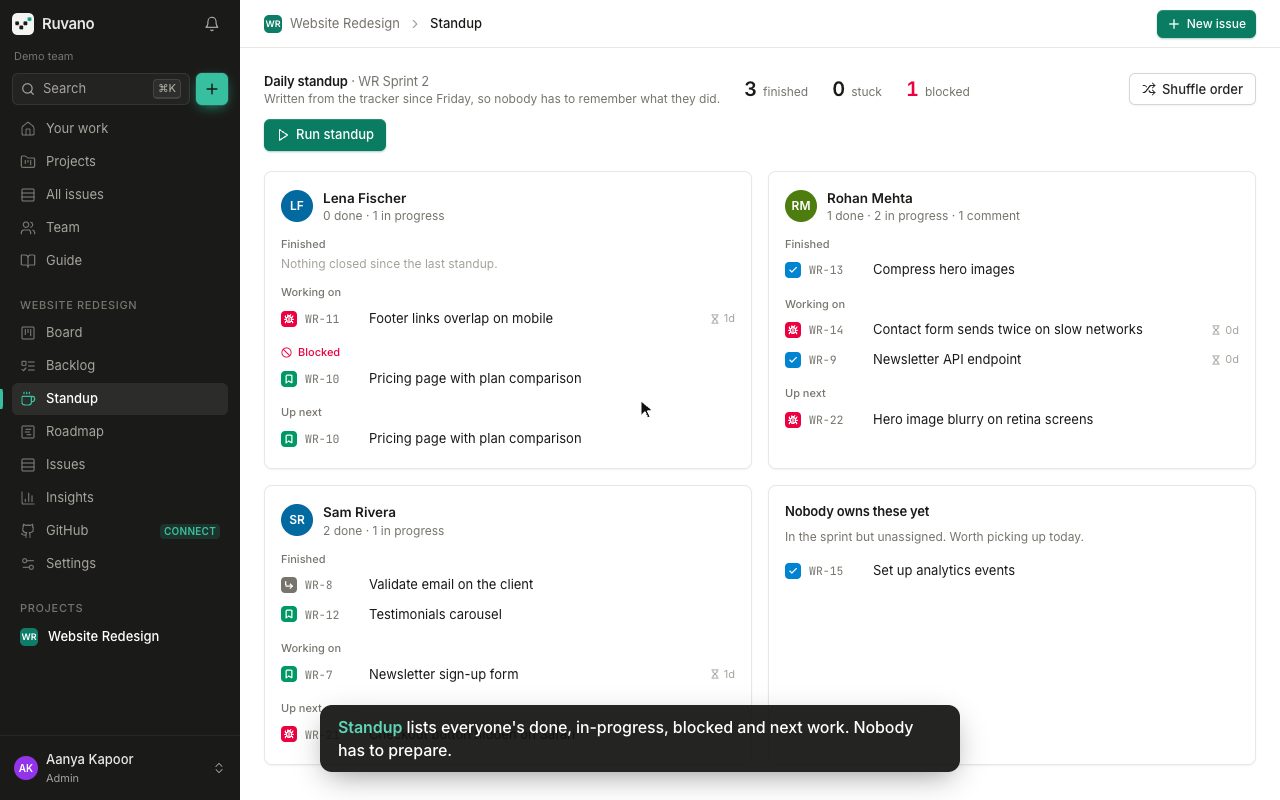 Ruvano
Demo team
Search ⌘K
Your work
Projects
All issues
Team
Guide
WEBSITE REDESIGN
Board
Backlog
Standup
Roadmap
Issues
Insights
GitHub CONNECT
Settings
PROJECTS
WR Website Redesign
AK Aanya Kapoor
Admin
WR Website Redesign > Standup
New issue
Daily standup · WR Sprint 2
Written from the tracker since Friday, so nobody has to remember what they did.
3 finished 0 stuck 1 blocked
Shuffle order
Run standup
LF Lena Fischer
0 done · 1 in progress
Finished
Nothing closed since the last standup.
Working on
WR-11 Footer links overlap on mobile 1d
Blocked
WR-10 Pricing page with plan comparison
Up next
WR-10 Pricing page with plan comparison
RM Rohan Mehta
1 done · 2 in progress · 1 comment
Finished
WR-13 Compress hero images
Working on
WR-14 Contact form sends twice on slow networks 0d
WR-9 Newsletter API endpoint 0d
Up next
WR-22 Hero image blurry on retina screens
SR Sam Rivera
2 done · 1 in progress
Finished
WR-8 Validate email on the client
WR-12 Testimonials carousel
Working on
WR-7 Newsletter sign-up form 1d
Up next
Nobody owns these yet
In the sprint but unassigned. Worth picking up today.
WR-15 Set up analytics events
Standup lists everyone's done, in-progress, blocked and next work. Nobody
has to prepare.